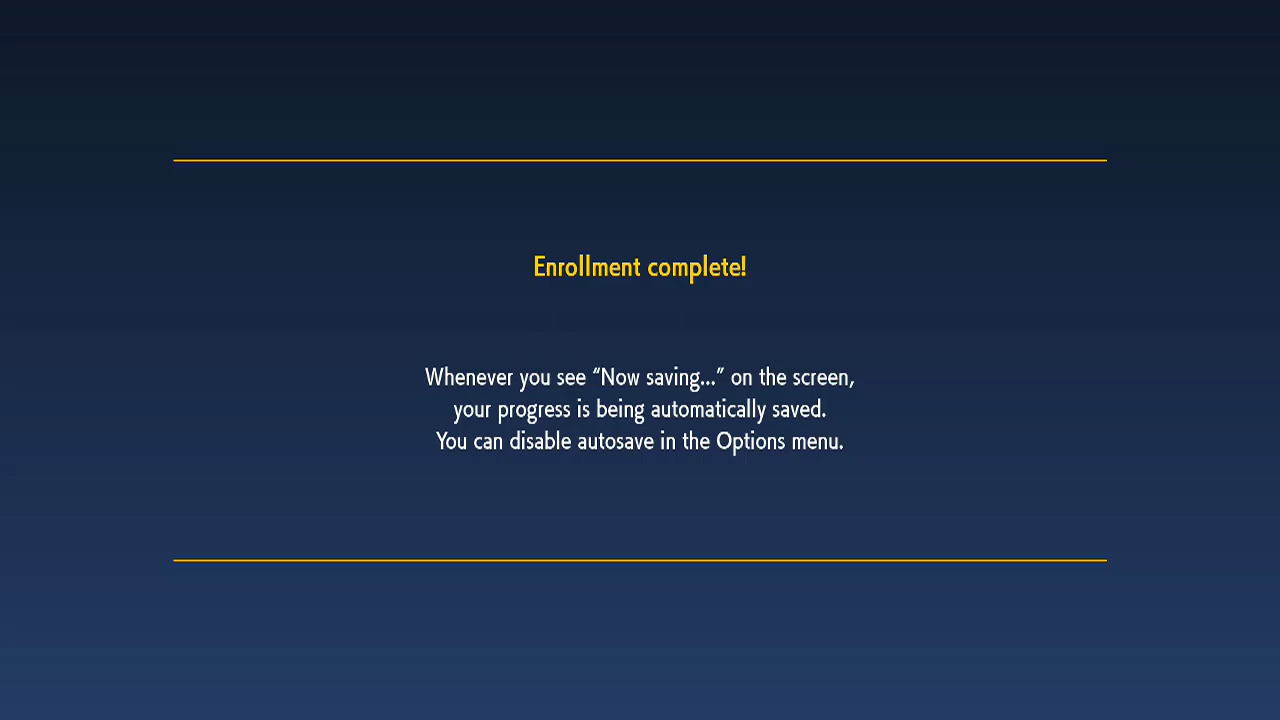 Enrollment complete!
Whenever you see “Now saving...” on the screen,
your progress is being automatically saved.
You can disable autosave in the Options menu.